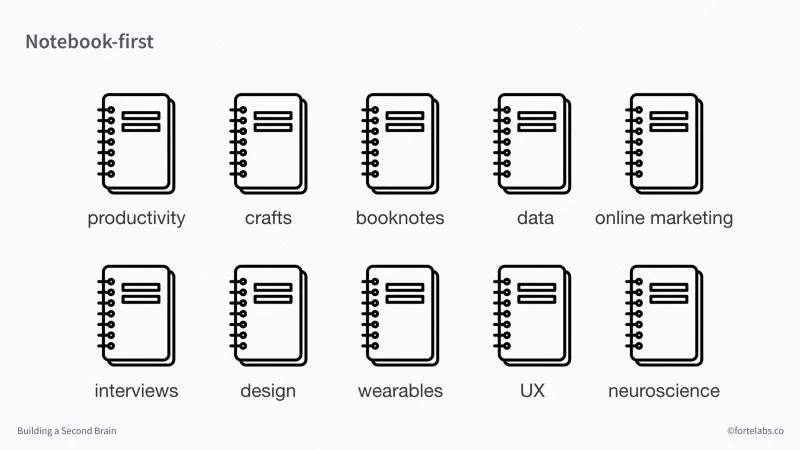 Notebook-first
productivity
crafts
booknotes
data
online marketing
interviews
design
wearables
UX
neuroscience
Building a Second Brain
©fortelabs.co